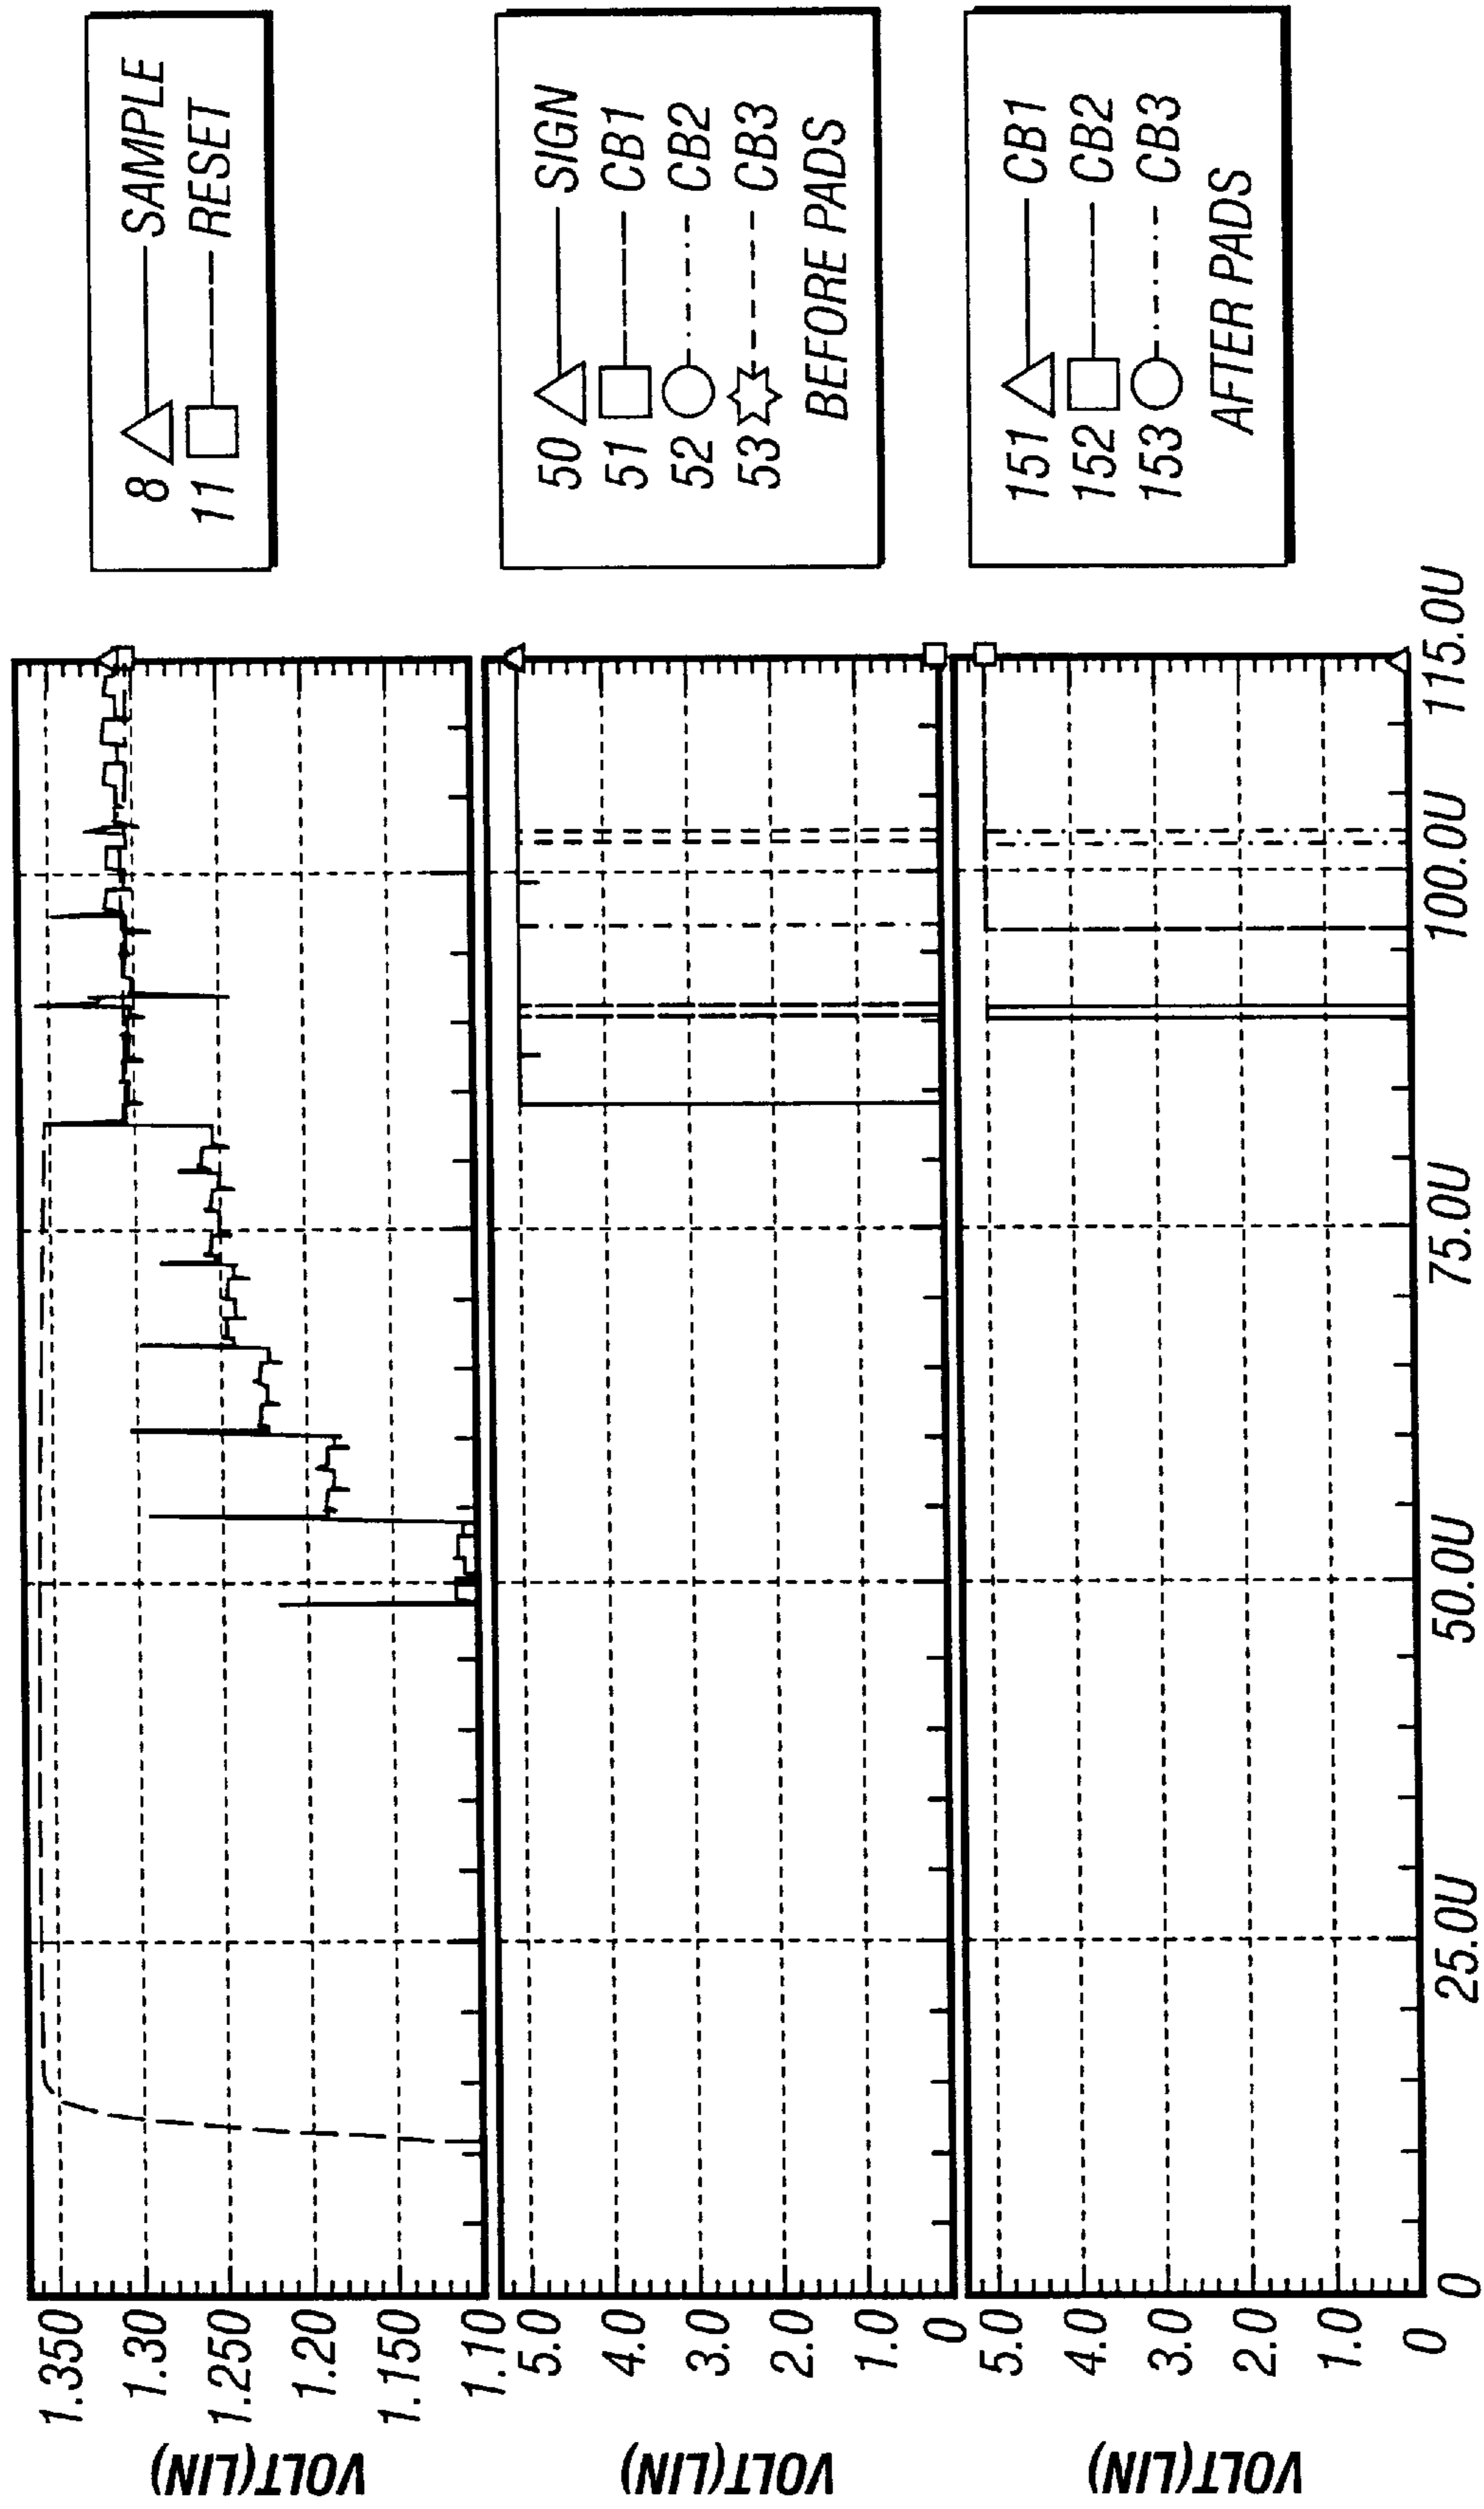 VOLT(LIN)
1.350
1.30
1.250
1.20
1.150
1.10
8 SAMPLE
11 RESET
VOLT(LIN)
5.0
4.0
3.0
2.0
1.0
0
50 SIGN
51 CB1
52 CB2
53 CB3
BEFORE PADS
VOLT(LIN)
5.0
4.0
3.0
2.0
1.0
0
151 CB1
152 CB2
153 CB3
AFTER PADS
0 25.0U 50.0U 75.0U 100.0U 115.0U